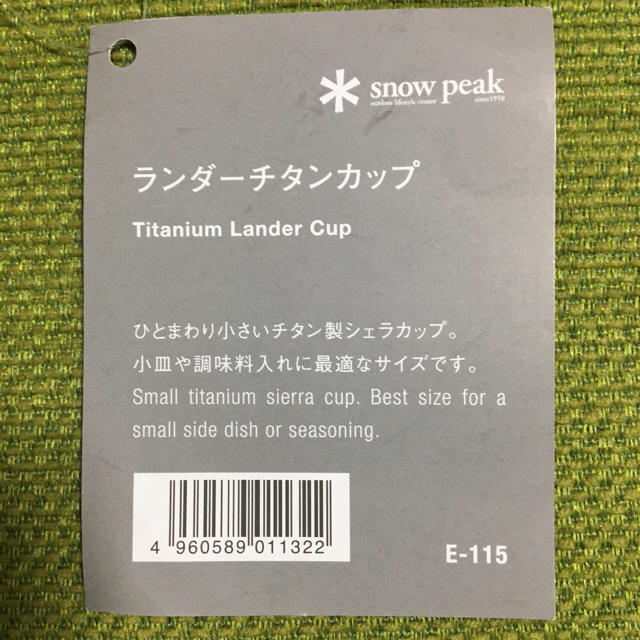 snow peak
outdoor lifestyle creator since1958
ランダーチタンカップ
Titanium Lander Cup
ひとまわり小さいチタン製シェラカップ。
小皿や調味料入れに最適なサイズです。
Small titanium sierra cup. Best size for a
small side dish or seasoning.
4 960589 011322
E-115